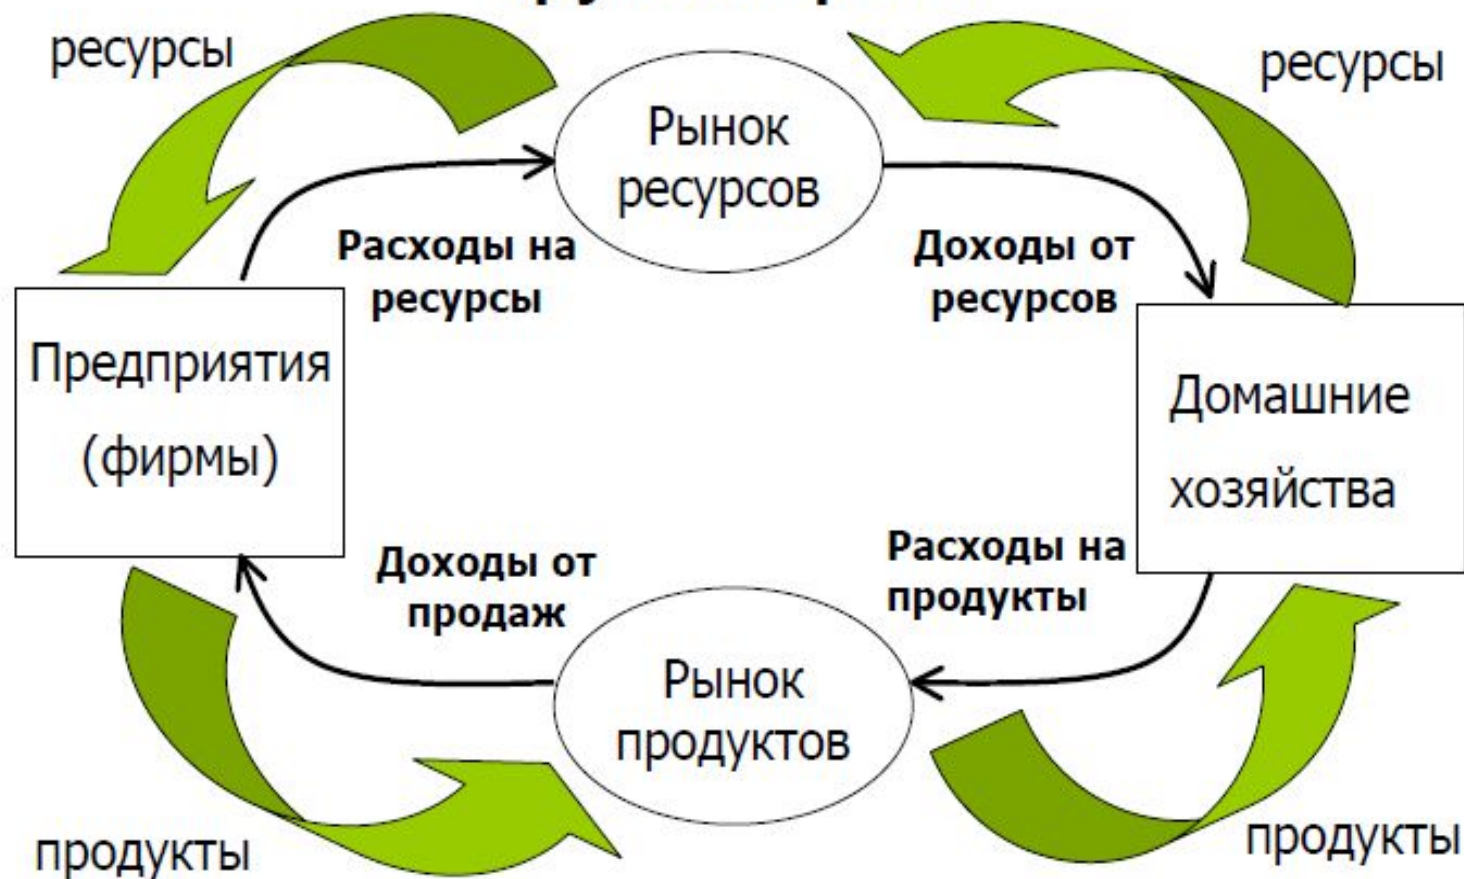 ресурсы
ресурсы
Рынок
ресурсов
Расходы на
ресурсы
Доходы от
ресурсов
Предприятия
(фирмы)
Домашние
хозяйства
Доходы от
продаж
Расходы на
продукты
Рынок
продуктов
продукты
продукты